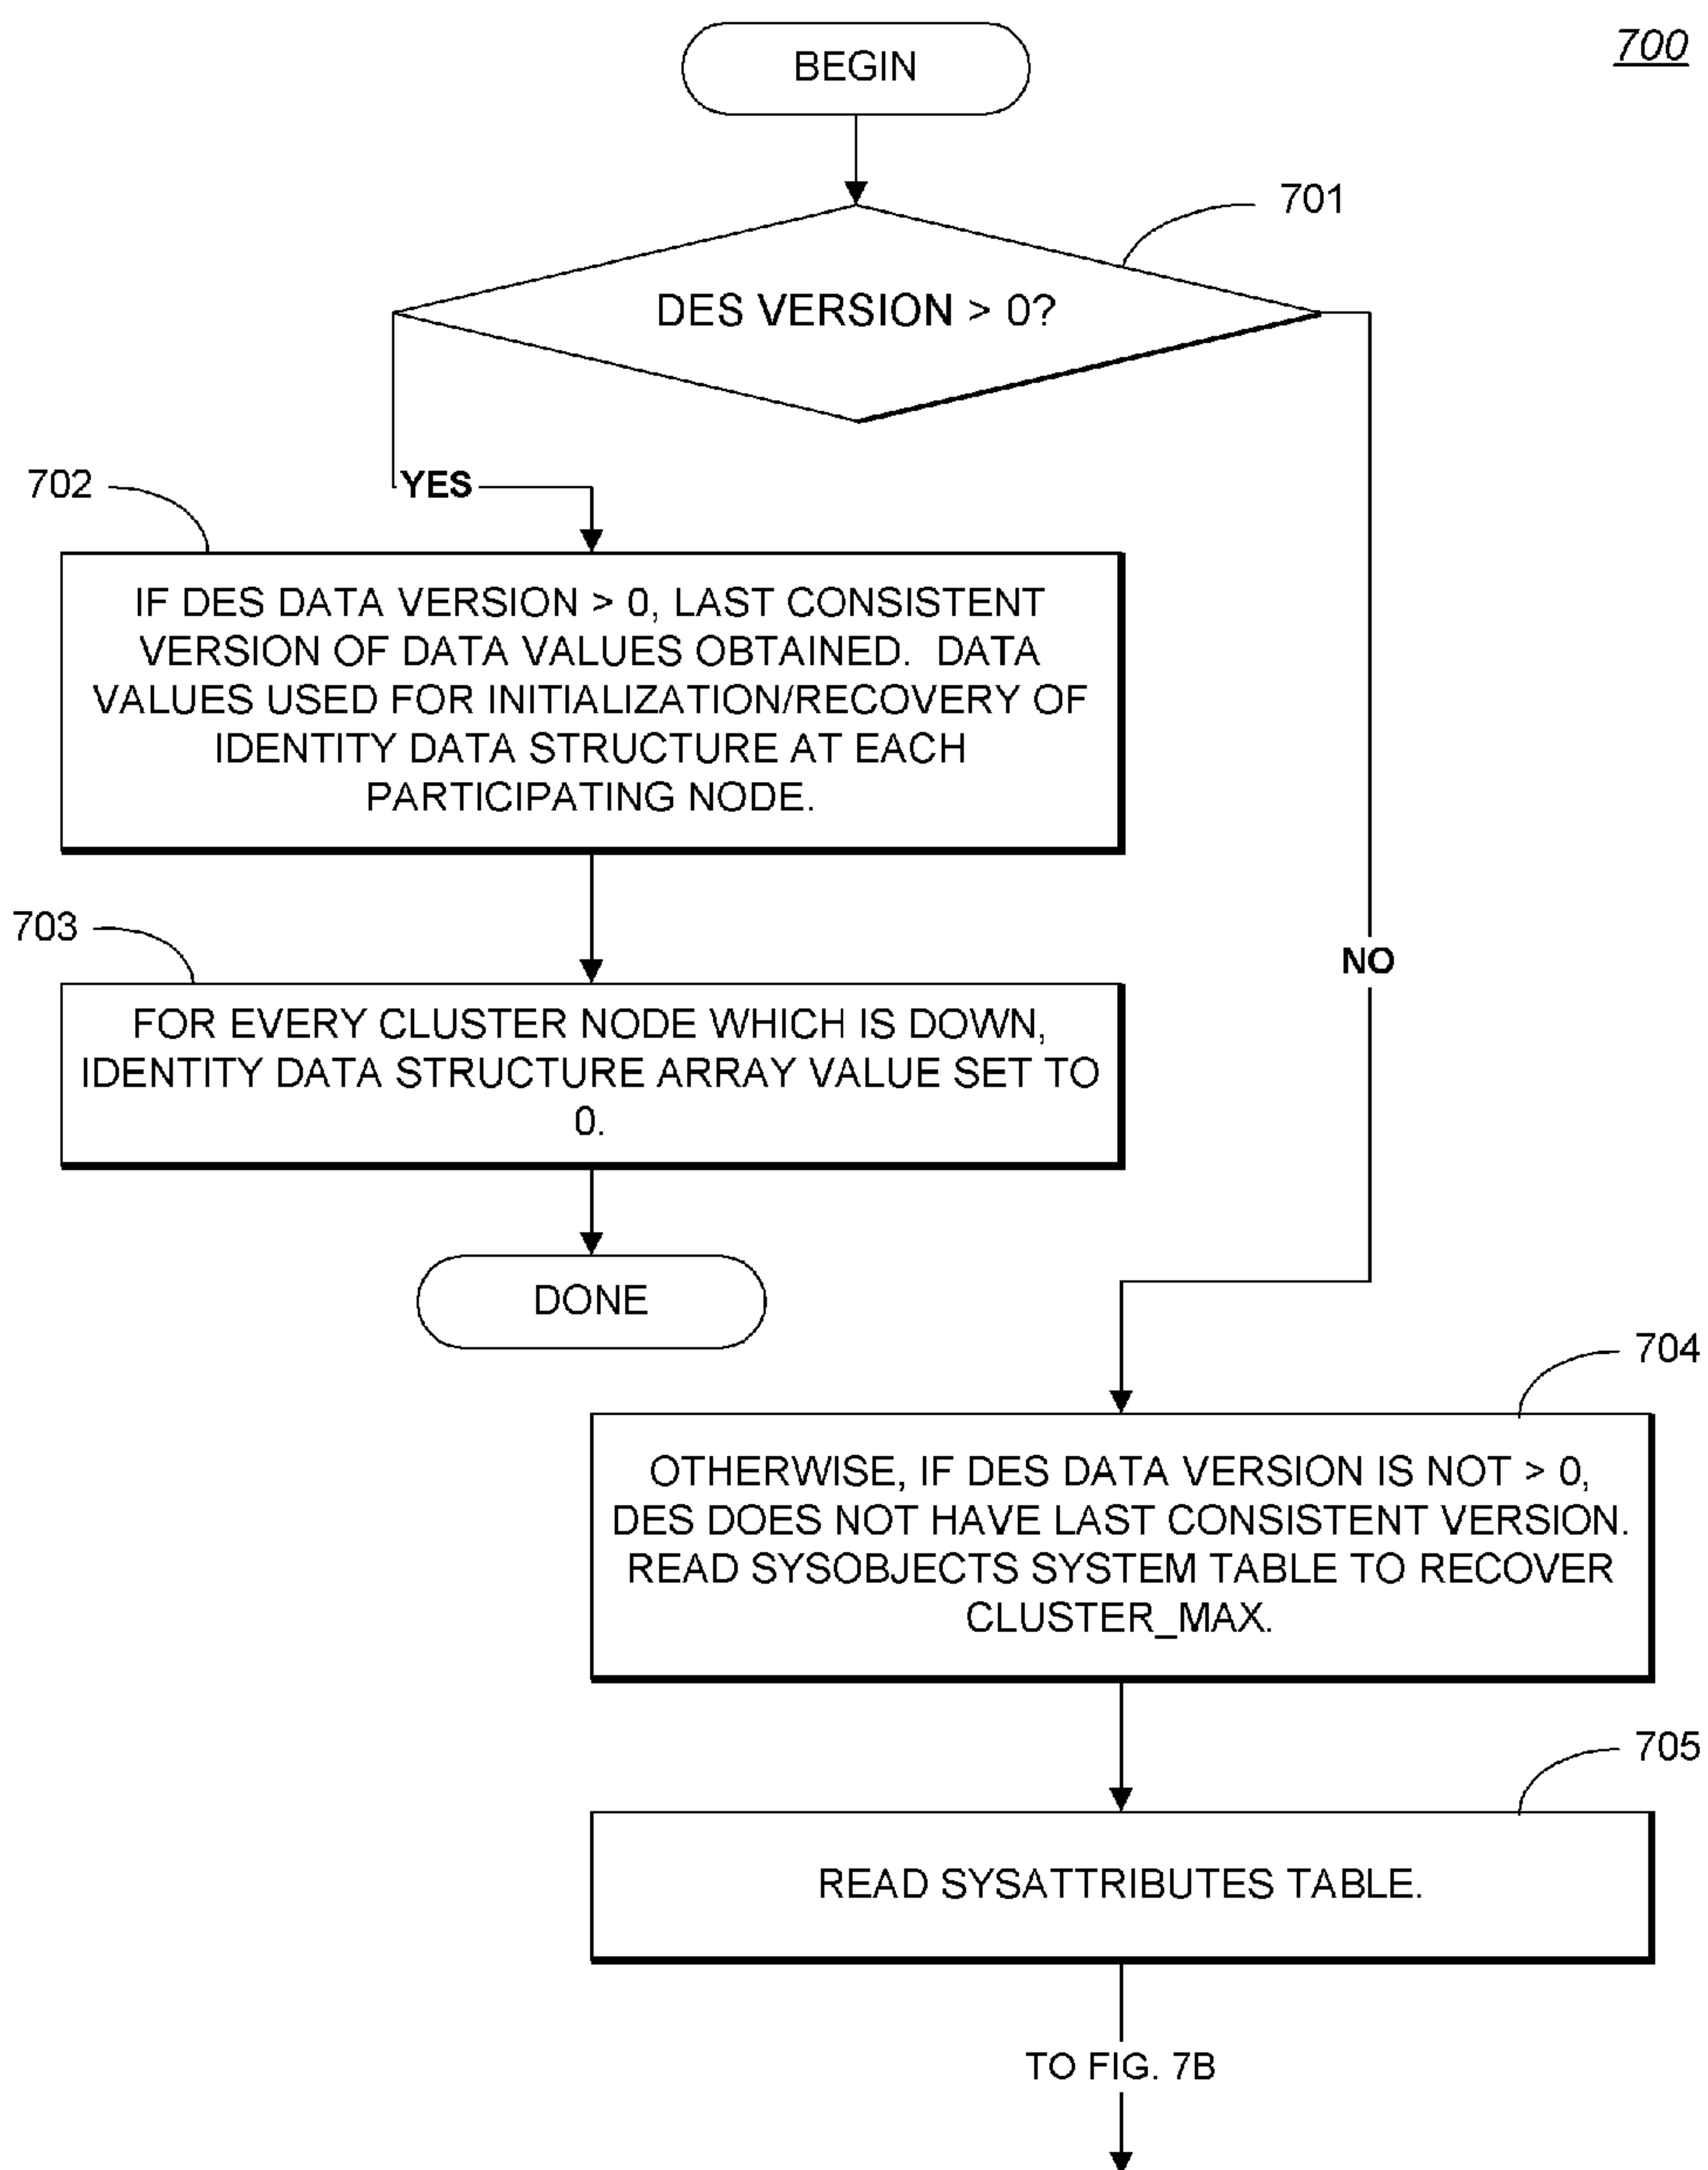 700
BEGIN
701
DES VERSION > 0?
YES
702
IF DES DATA VERSION > 0, LAST CONSISTENT
VERSION OF DATA VALUES OBTAINED. DATA
VALUES USED FOR INITIALIZATION/RECOVERY OF
IDENTITY DATA STRUCTURE AT EACH
PARTICIPATING NODE.
703
NO
FOR EVERY CLUSTER NODE WHICH IS DOWN,
IDENTITY DATA STRUCTURE ARRAY VALUE SET TO
0.
DONE
704
OTHERWISE, IF DES DATA VERSION IS NOT > 0,
DES DOES NOT HAVE LAST CONSISTENT VERSION.
READ SYSOBJECTS SYSTEM TABLE TO RECOVER
CLUSTER_MAX.
705
READ SYSATTRIBUTES TABLE.
TO FIG. 7B